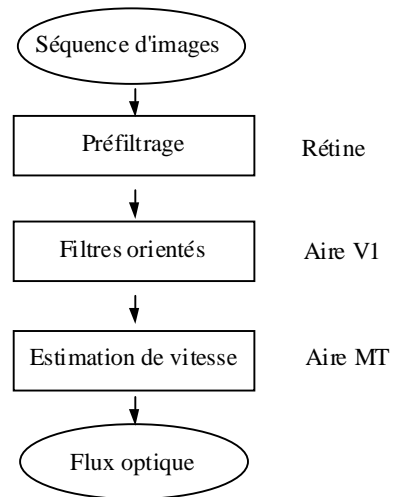 Séquence d'images
Préfiltrage
Rétine
Filtres orientés
Aire V1
Estimation de vitesse
Aire MT
Flux optique